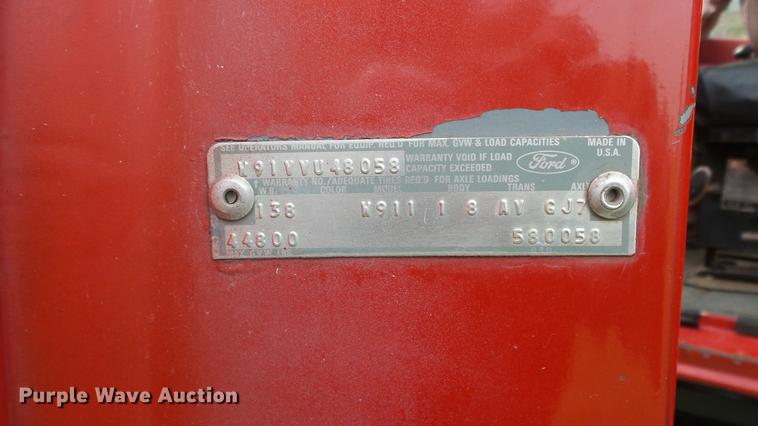 SEE OPERATORS MANUAL FOR EQUIP. REQ'D FOR MAX. GVW & LOAD CAPACITIES MADE IN U.S.A.
W91VVU48058 WARRANTY VOID IF LOAD CAPACITY EXCEEDED Ford ®
WARRANTY NO./ADEQUATE TIRES REQ'D FOR AXLE LOADINGS
W.B. COLOR MODEL BODY TRANS
138 W911 1 8 AV GJ7
44800 580058
Purple Wave Auction